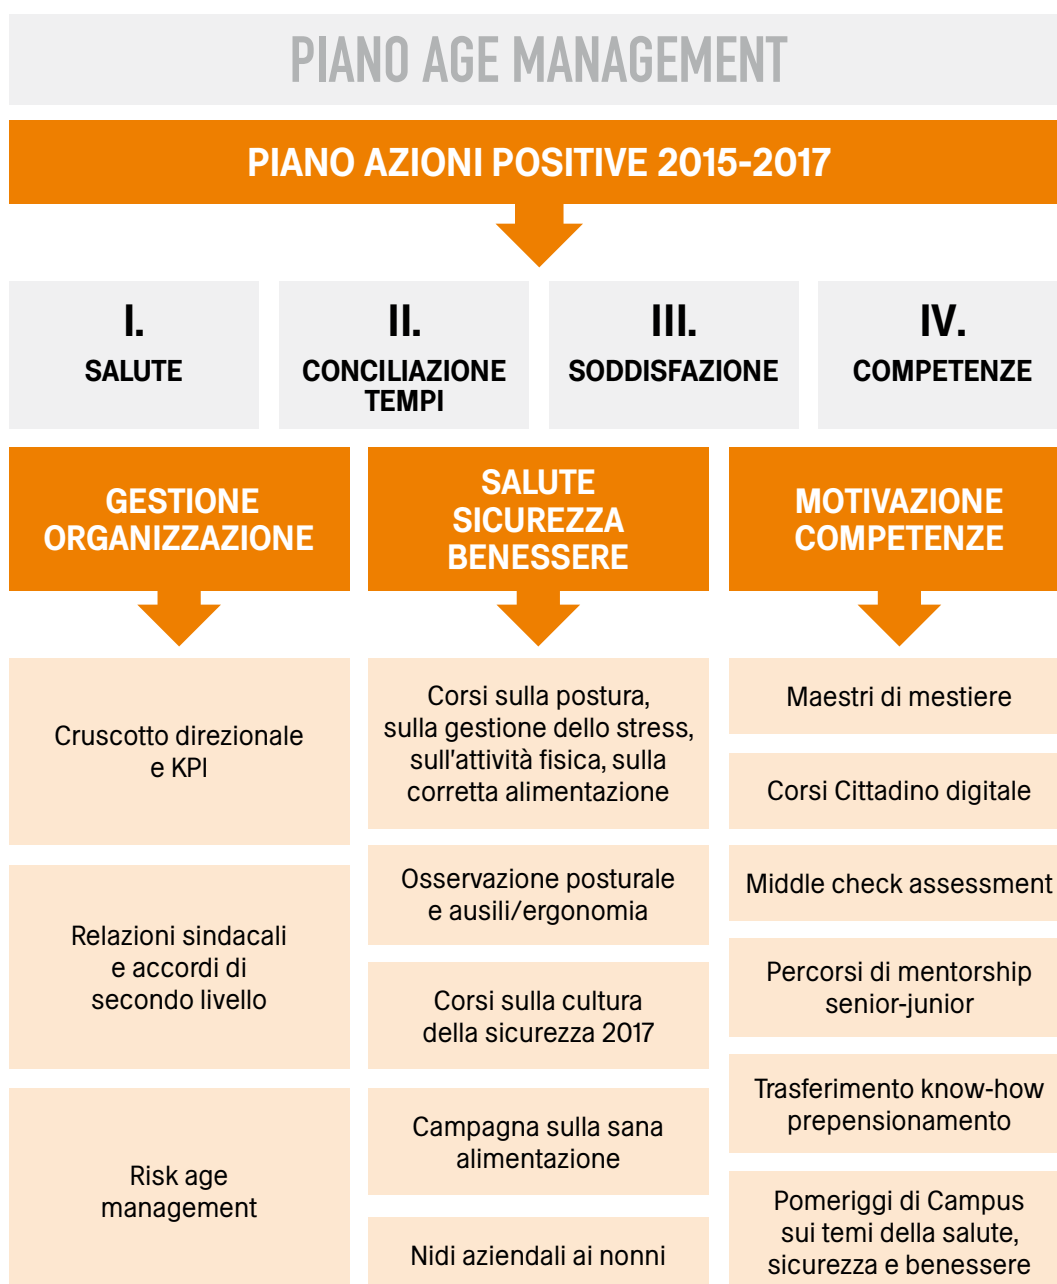 PIANO AGE MANAGEMENT
PIANO AZIONI POSITIVE 2015-2017
I.
SALUTE
II.
CONCILIAZIONE
TEMPI
III.
SODDISFAZIONE
IV.
COMPETENZE
GESTIONE
ORGANIZZAZIONE
Cruscotto direzionale
e KPI
Relazioni sindacali
e accordi di
secondo livello
Risk age
management
SALUTE
SICUREZZA
BENESSERE
Corsi sulla postura,
sulla gestione dello stress,
sull'attività fisica, sulla
corretta alimentazione
Osservazione posturale
e ausili/ergonomia
Corsi sulla cultura
della sicurezza 2017
Campagna sulla sana
alimentazione
Nidi aziendali ai nonni
MOTIVAZIONE
COMPETENZE
Maestri di mestiere
Corsi Cittadino digitale
Middle check assessment
Percorsi di mentorship
senior-junior
Trasferimento know-how
prepensionamento
Pomeriggi di Campus
sui temi della salute,
sicurezza e benessere